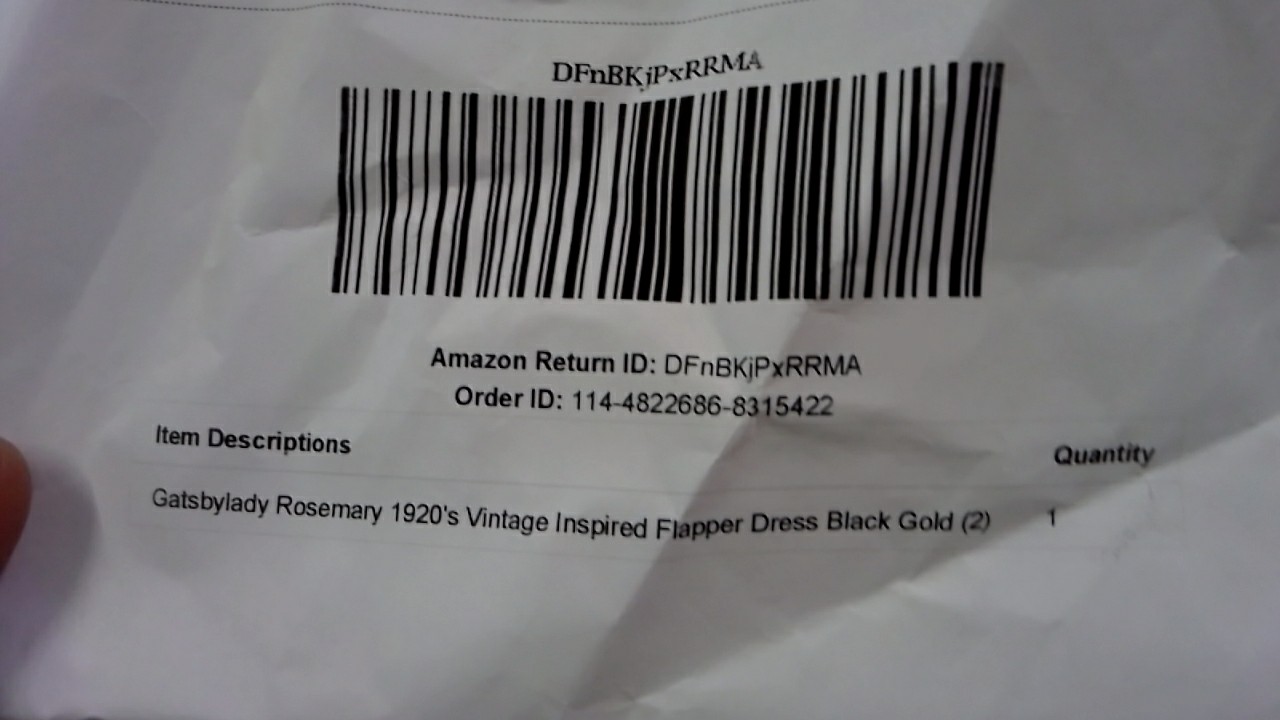 DFnBKjPxRRMA
Amazon Return ID: DFnBKjPxRRMA
Order ID: 114-4822686-8315422
Item Descriptions Quantity
Gatsbylady Rosemary 1920's Vintage Inspired Flapper Dress Black Gold (2) 1